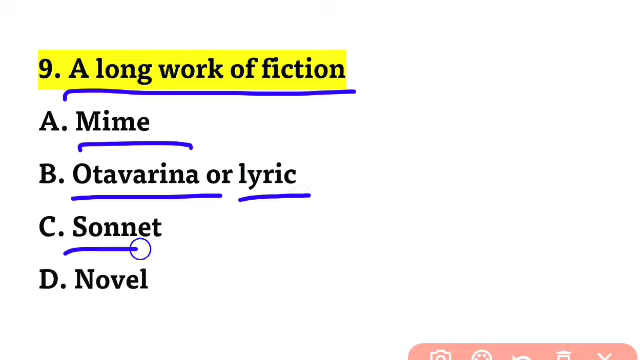 9. A long work of fiction
A. Mime
B. Otavarina or lyric
C. Sonnet
D. Novel